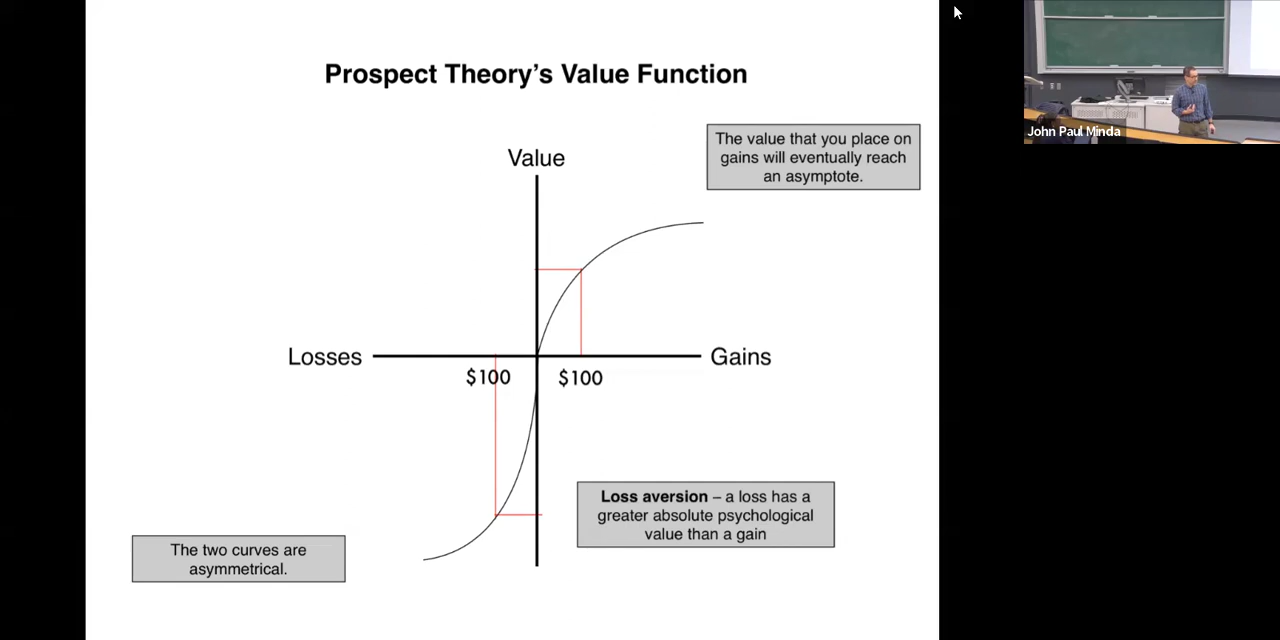 Prospect Theory's Value Function
The value that you place on
gains will eventually reach
an asymptote.
John Paul Minda
Value
Losses
Gains
$100
$100
Loss aversion – a loss has a
greater absolute psychological
value than a gain
The two curves are
asymmetrical.